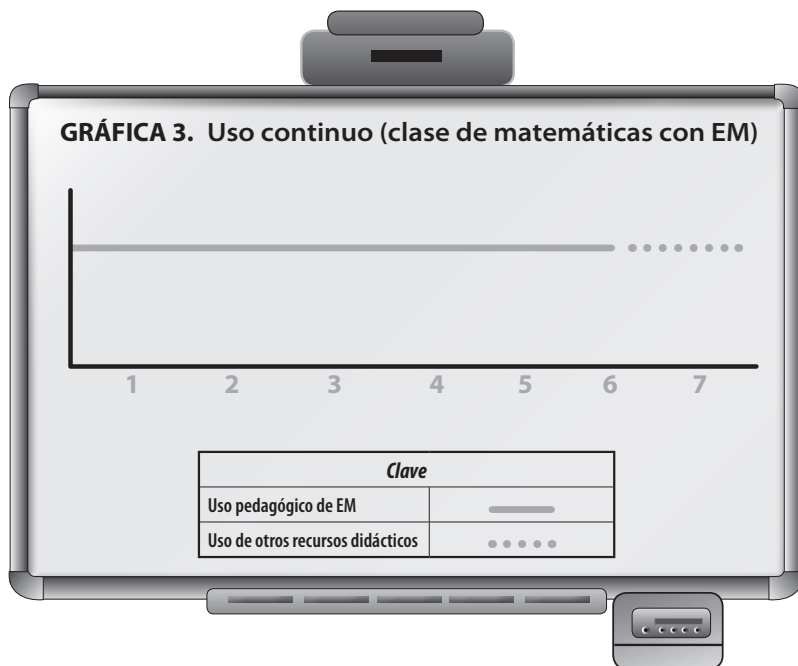 GRÁFICA 3. Uso continuo (clase de matemáticas con EM)
1 2 3 4 5 6 7
Clave
Uso pedagógico de EM
Uso de otros recursos didácticos